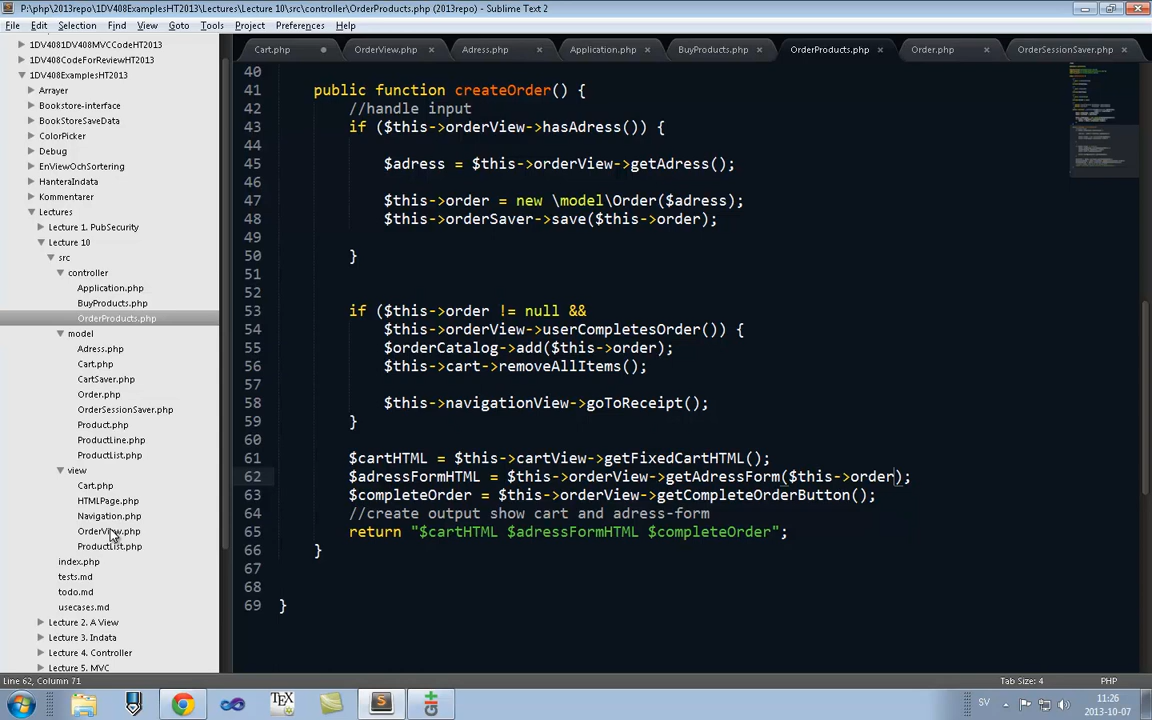 P:\php\2013repo\1DV408ExamplesHT2013\Lectures\Lecture 10\src\controller\OrderProducts.php - Sublime Text 2
File Edit Selection Find View Goto Tools Project Preferences Help
1DV4081DV408MVCCodeHT2013
1DV408CodeForReviewHT2013
1DV408ExamplesHT2013
Arrayer
Bookstore-interface
BookStoreSaveData
ColorPicker
Debug
EnViewOchSortering
HanteraIndata
Kommentarer
Lectures
Lecture 1. PubSecurity
Lecture 10
src
controller
Application.php
BuyProducts.php
OrderProducts.php
model
Adress.php
Cart.php
CartSaver.php
Order.php
OrderSessionSaver.php
Product.php
ProductLine.php
ProductList.php
view
Cart.php
HTMLPage.php
Navigation.php
OrderView.php
ProductList.php
index.php
tests.md
todo.md
usecases.md
Lecture 2. A View
Lecture 3. Indata
Lecture 4. Controller
Lecture 5. MVC
Cart.php OrderView.php Adress.php Application.php BuyProducts.php OrderProducts.php Order.php OrderSessionSaver.php
40
41 public function createOrder() {
42 //handle input
43 if ($this->orderView->hasAdress()) {
44
45 $adress = $this->orderView->getAdress();
46
47 $this->order = new \model\Order($adress);
48 $this->orderSaver->save($this->order);
49
50 }
51
52
53 if ($this->order != null &&
54 $this->orderView->userCompletesOrder()) {
55 $orderCatalog->add($this->order);
56 $this->cart->removeAllItems();
57
58 $this->navigationView->goToReceipt();
59 }
60
61 $cartHTML = $this->cartView->getFixedCartHTML();
62 $adressFormHTML = $this->orderView->getAdressForm($this->order);
63 $completeOrder = $this->orderView->getCompleteOrderButton();
64 //create output show cart and adress-form
65 return "$cartHTML $adressFormHTML $completeOrder";
66 }
67
68
69 }
Line 62, Column 71 Tab Size: 4 PHP
SV 11:26
2013-10-07